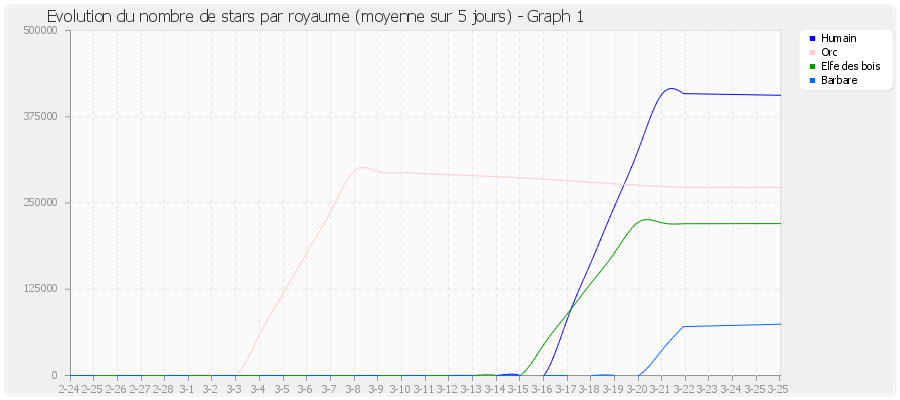 Evolution du nombre de stars par royaume (moyenne sur 5 jours) - Graph 1
500000
375000
250000
125000
0
Humain
Orc
Elfe des bois
Barbare
2-24 2-25 2-26 2-27 2-28 3-1 3-2 3-3 3-4 3-5 3-6 3-7 3-8 3-9 3-10 3-11 3-12 3-13 3-14 3-15 3-16 3-17 3-18 3-19 3-20 3-21 3-22 3-23 3-24 3-25 3-25